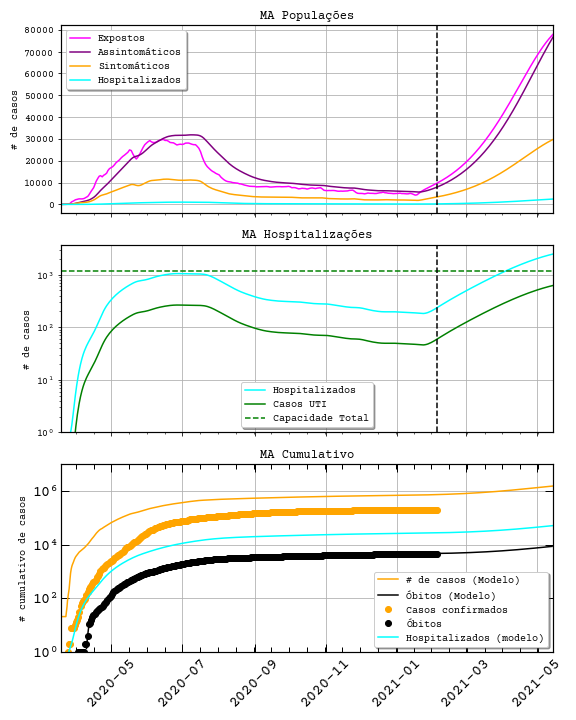 MA Populações
# de casos
80000
70000
60000
50000
40000
30000
20000
10000
0
Expostos
Assintomáticos
Sintomáticos
Hospitalizados
MA Hospitalizações
# de casos
10³
10²
10¹
10⁰
Hospitalizados
Casos UTI
Capacidade Total
MA Cumulativo
# cumulativo de casos
10⁶
10⁴
10²
10⁰
# de casos (Modelo)
Óbitos (Modelo)
Casos confirmados
Óbitos
Hospitalizados (modelo)
2020-05
2020-07
2020-09
2020-11
2021-01
2021-03
2021-05